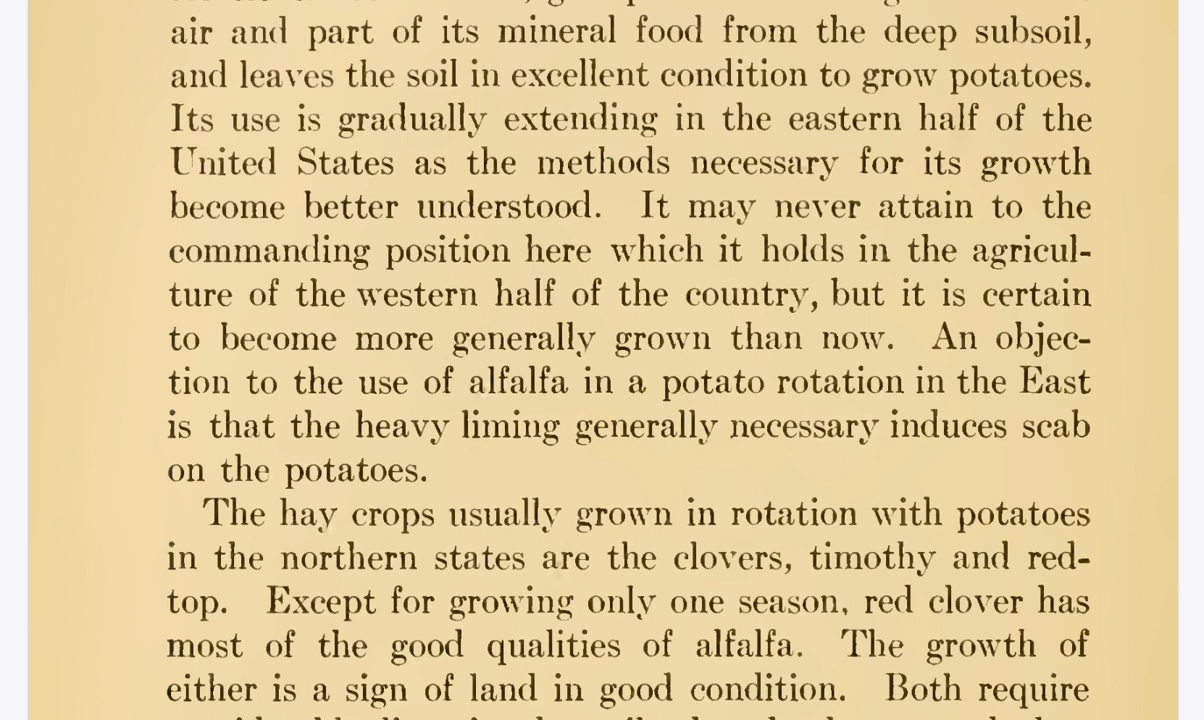 air and part of its mineral food from the deep subsoil,
and leaves the soil in excellent condition to grow potatoes.
Its use is gradually extending in the eastern half of the
United States as the methods necessary for its growth
become better understood. It may never attain to the
commanding position here which it holds in the agricul-
ture of the western half of the country, but it is certain
to become more generally grown than now. An objec-
tion to the use of alfalfa in a potato rotation in the East
is that the heavy liming generally necessary induces scab
on the potatoes.
The hay crops usually grown in rotation with potatoes
in the northern states are the clovers, timothy and red-
top. Except for growing only one season, red clover has
most of the good qualities of alfalfa. The growth of
either is a sign of land in good condition. Both require